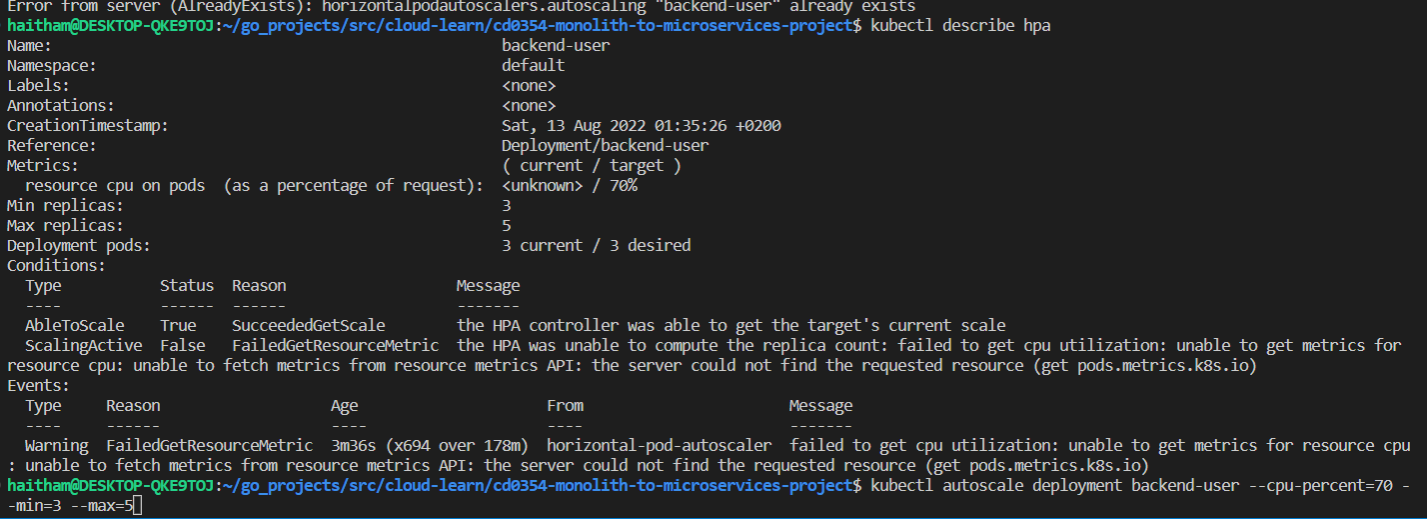 Error from server (AlreadyExists): horizontalpodautoscalers.autoscaling "backend-user" already exists
haitham@DESKTOP-QKE9TOJ:~/go_projects/src/cloud-learn/cd0354-monolith-to-microservices-project$ kubectl describe hpa
Name: backend-user
Namespace: default
Labels: <none>
Annotations: <none>
CreationTimestamp: Sat, 13 Aug 2022 01:35:26 +0200
Reference: Deployment/backend-user
Metrics: ( current / target )
resource cpu on pods (as a percentage of request): <unknown> / 70%
Min replicas: 3
Max replicas: 5
Deployment pods: 3 current / 3 desired
Conditions:
Type Status Reason Message
---- ------ ------ -------
AbleToScale True SucceededGetScale the HPA controller was able to get the target's current scale
ScalingActive False FailedGetResourceMetric the HPA was unable to compute the replica count: failed to get cpu utilization: unable to get metrics for
resource cpu: unable to fetch metrics from resource metrics API: the server could not find the requested resource (get pods.metrics.k8s.io)
Events:
Type Reason Age From Message
---- ------ ---- ---- -------
Warning FailedGetResourceMetric 3m36s (x694 over 178m) horizontal-pod-autoscaler failed to get cpu utilization: unable to get metrics for resource cpu
: unable to fetch metrics from resource metrics API: the server could not find the requested resource (get pods.metrics.k8s.io)
haitham@DESKTOP-QKE9TOJ:~/go_projects/src/cloud-learn/cd0354-monolith-to-microservices-project$ kubectl autoscale deployment backend-user --cpu-percent=70 -
-min=3 --max=5